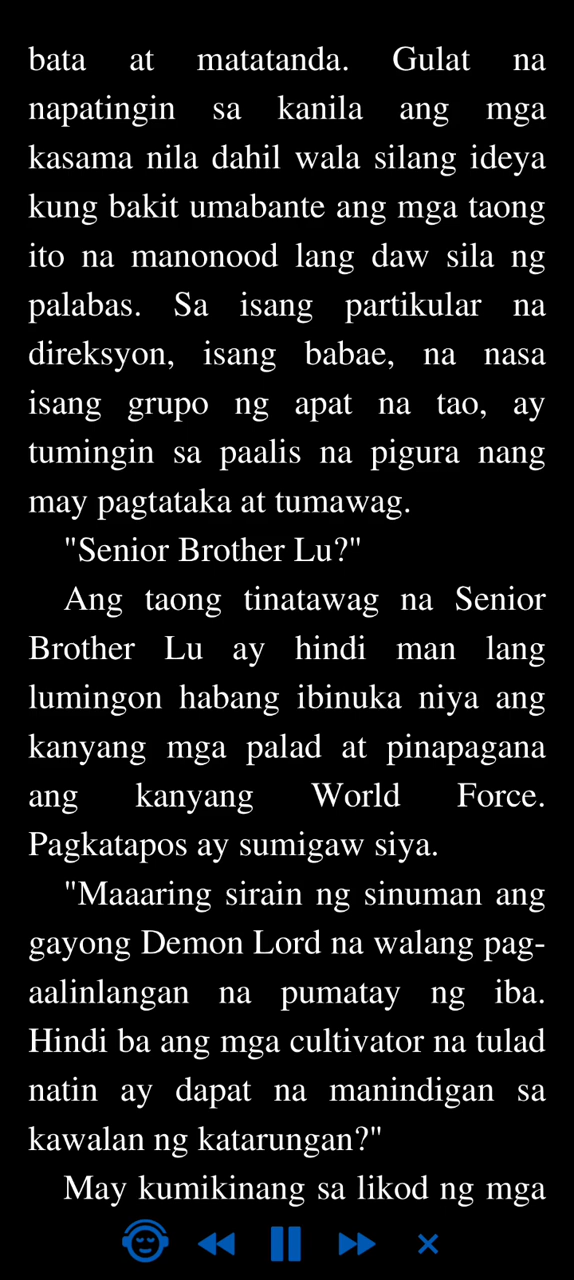 bata at matatanda. Gulat na
napatingin sa kanila ang mga
kasama nila dahil wala silang ideya
kung bakit umabante ang mga taong
ito na manonood lang daw sila ng
palabas. Sa isang partikular na
direksyon, isang babae, na nasa
isang grupo ng apat na tao, ay
tumingin sa paalis na pigura nang
may pagtataka at tumawag.
"Senior Brother Lu?"
Ang taong tinatawag na Senior
Brother Lu ay hindi man lang
lumingon habang ibinuka niya ang
kanyang mga palad at pinapagana
ang kanyang World Force.
Pagkatapos ay sumigaw siya.
"Maaaring sirain ng sinuman ang
gayong Demon Lord na walang pag-
aalinlangan na pumatay ng iba.
Hindi ba ang mga cultivator na tulad
natin ay dapat na manindigan sa
kawalan ng katarungan?"
May kumikinang sa likod ng mga